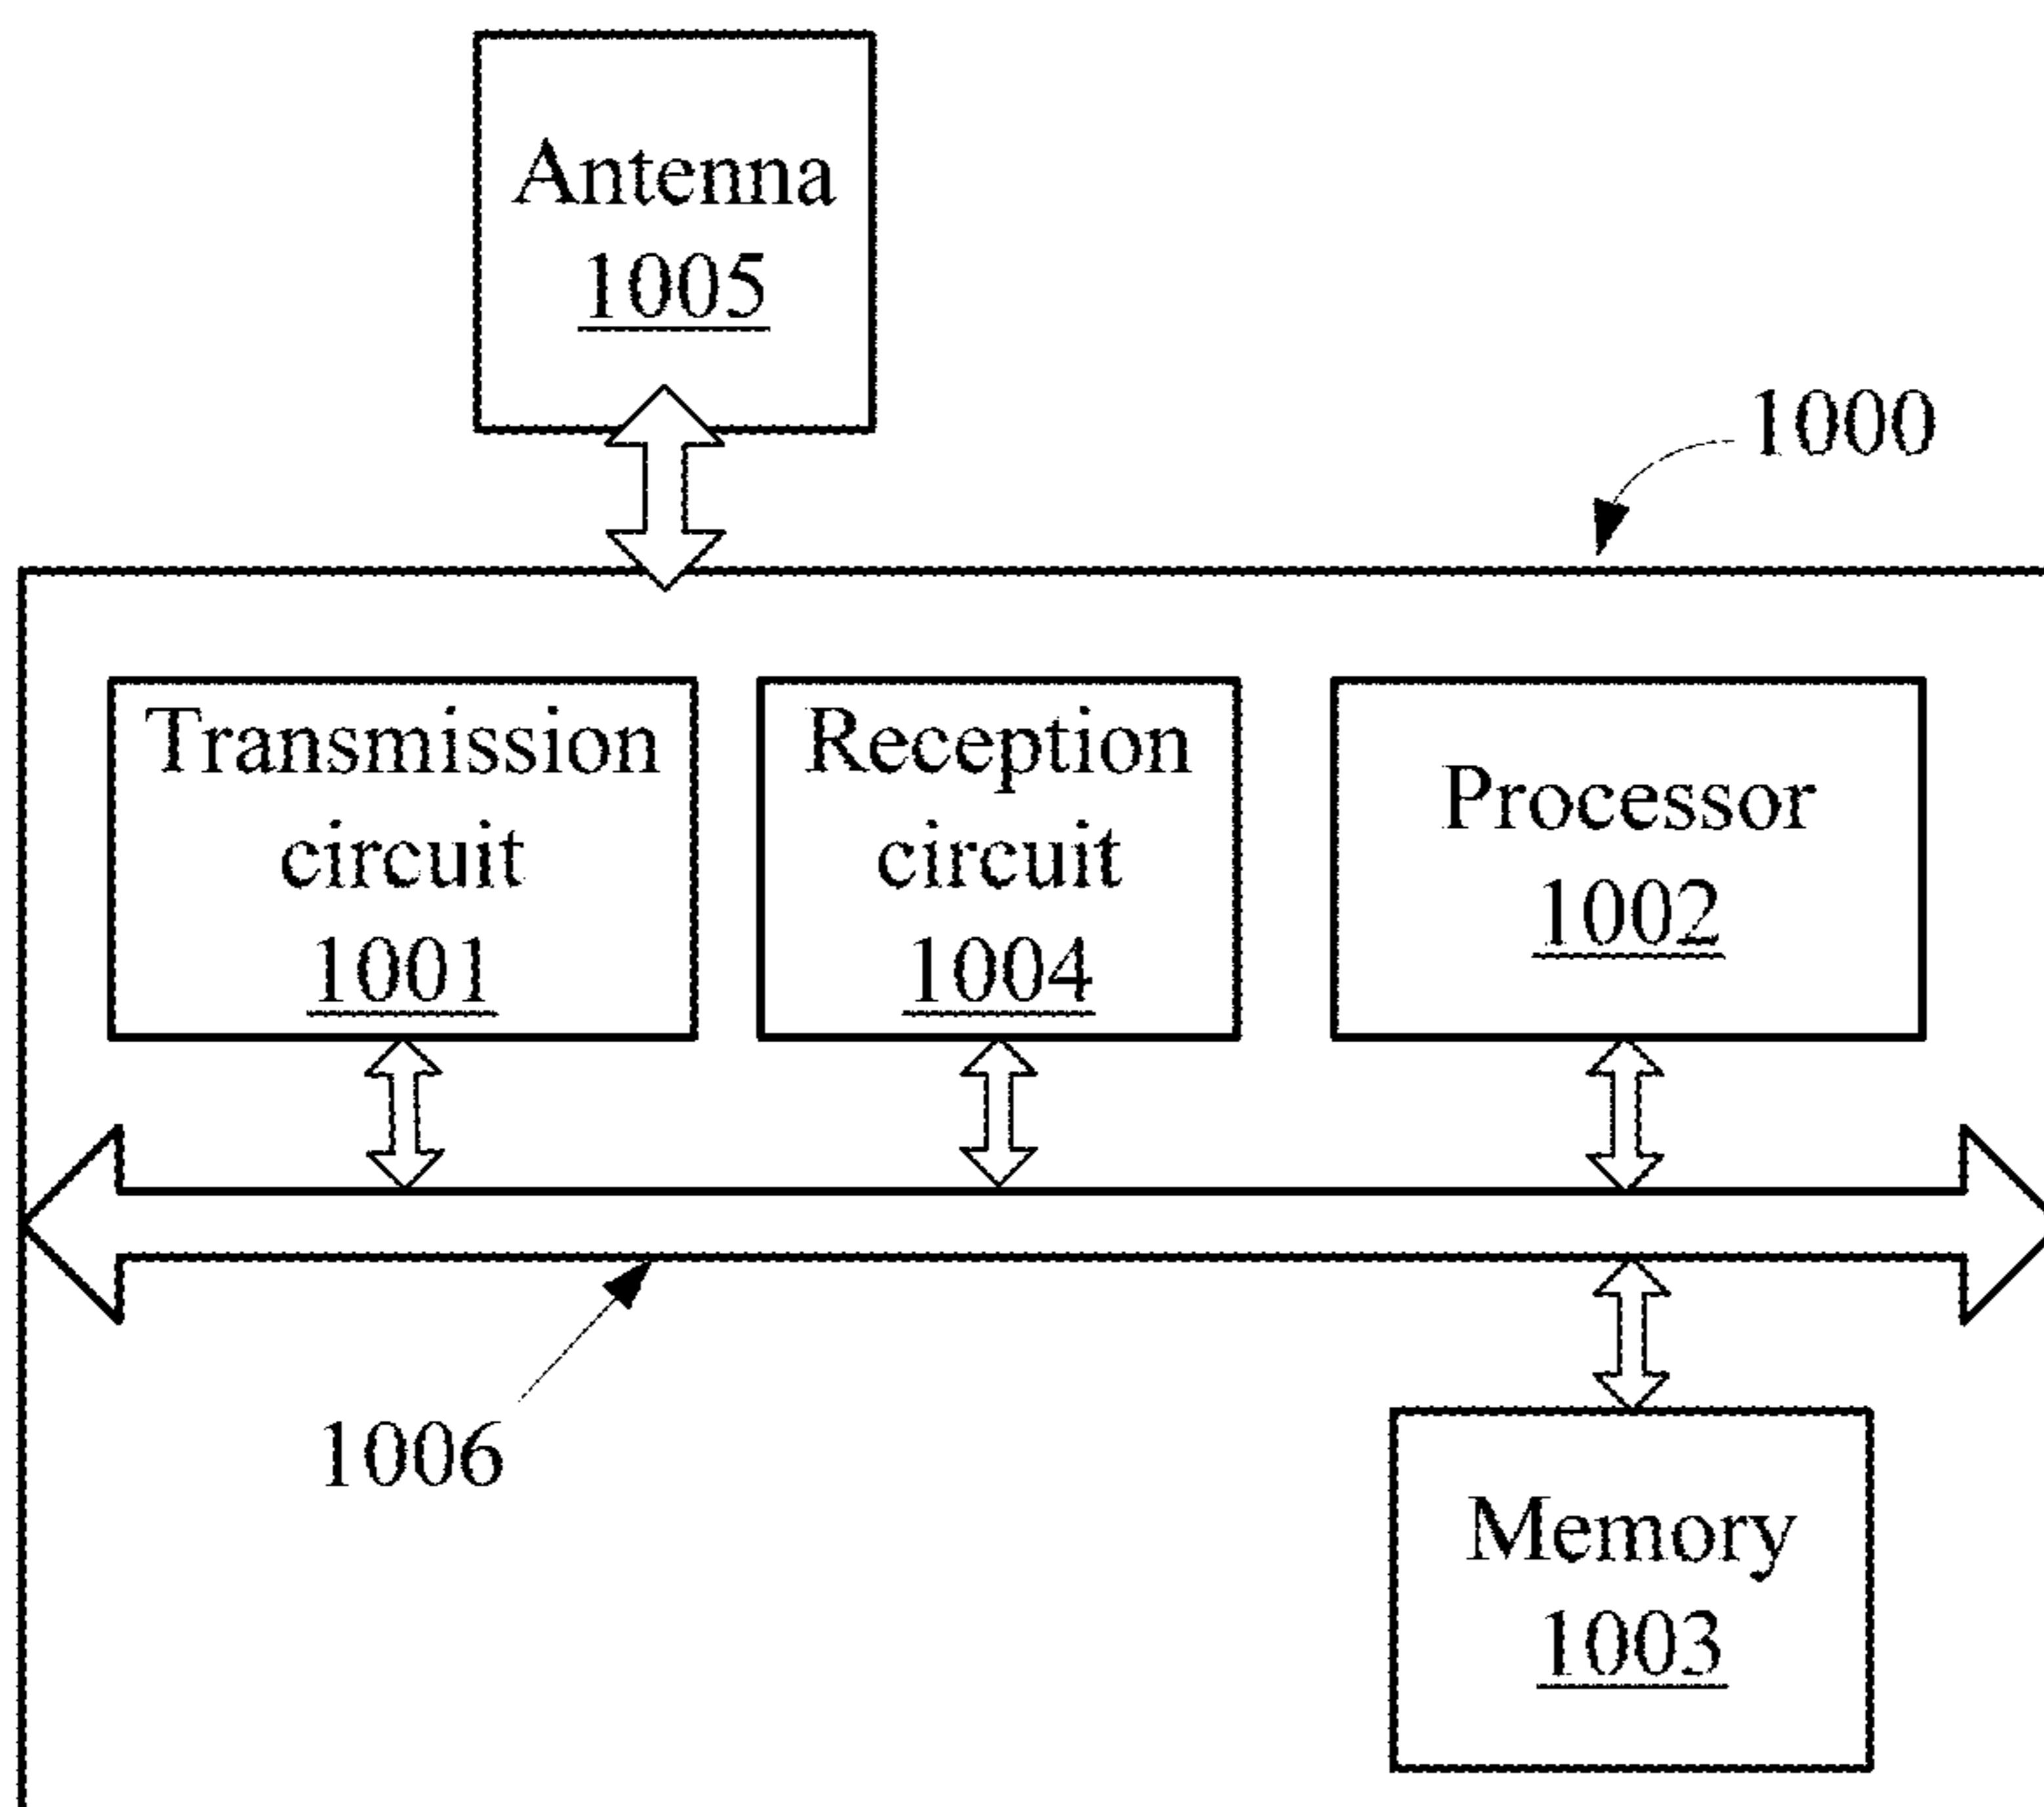 Antenna
1005
1000
Transmission
circuit
1001
Reception
circuit
1004
Processor
1002
1006
Memory
1003